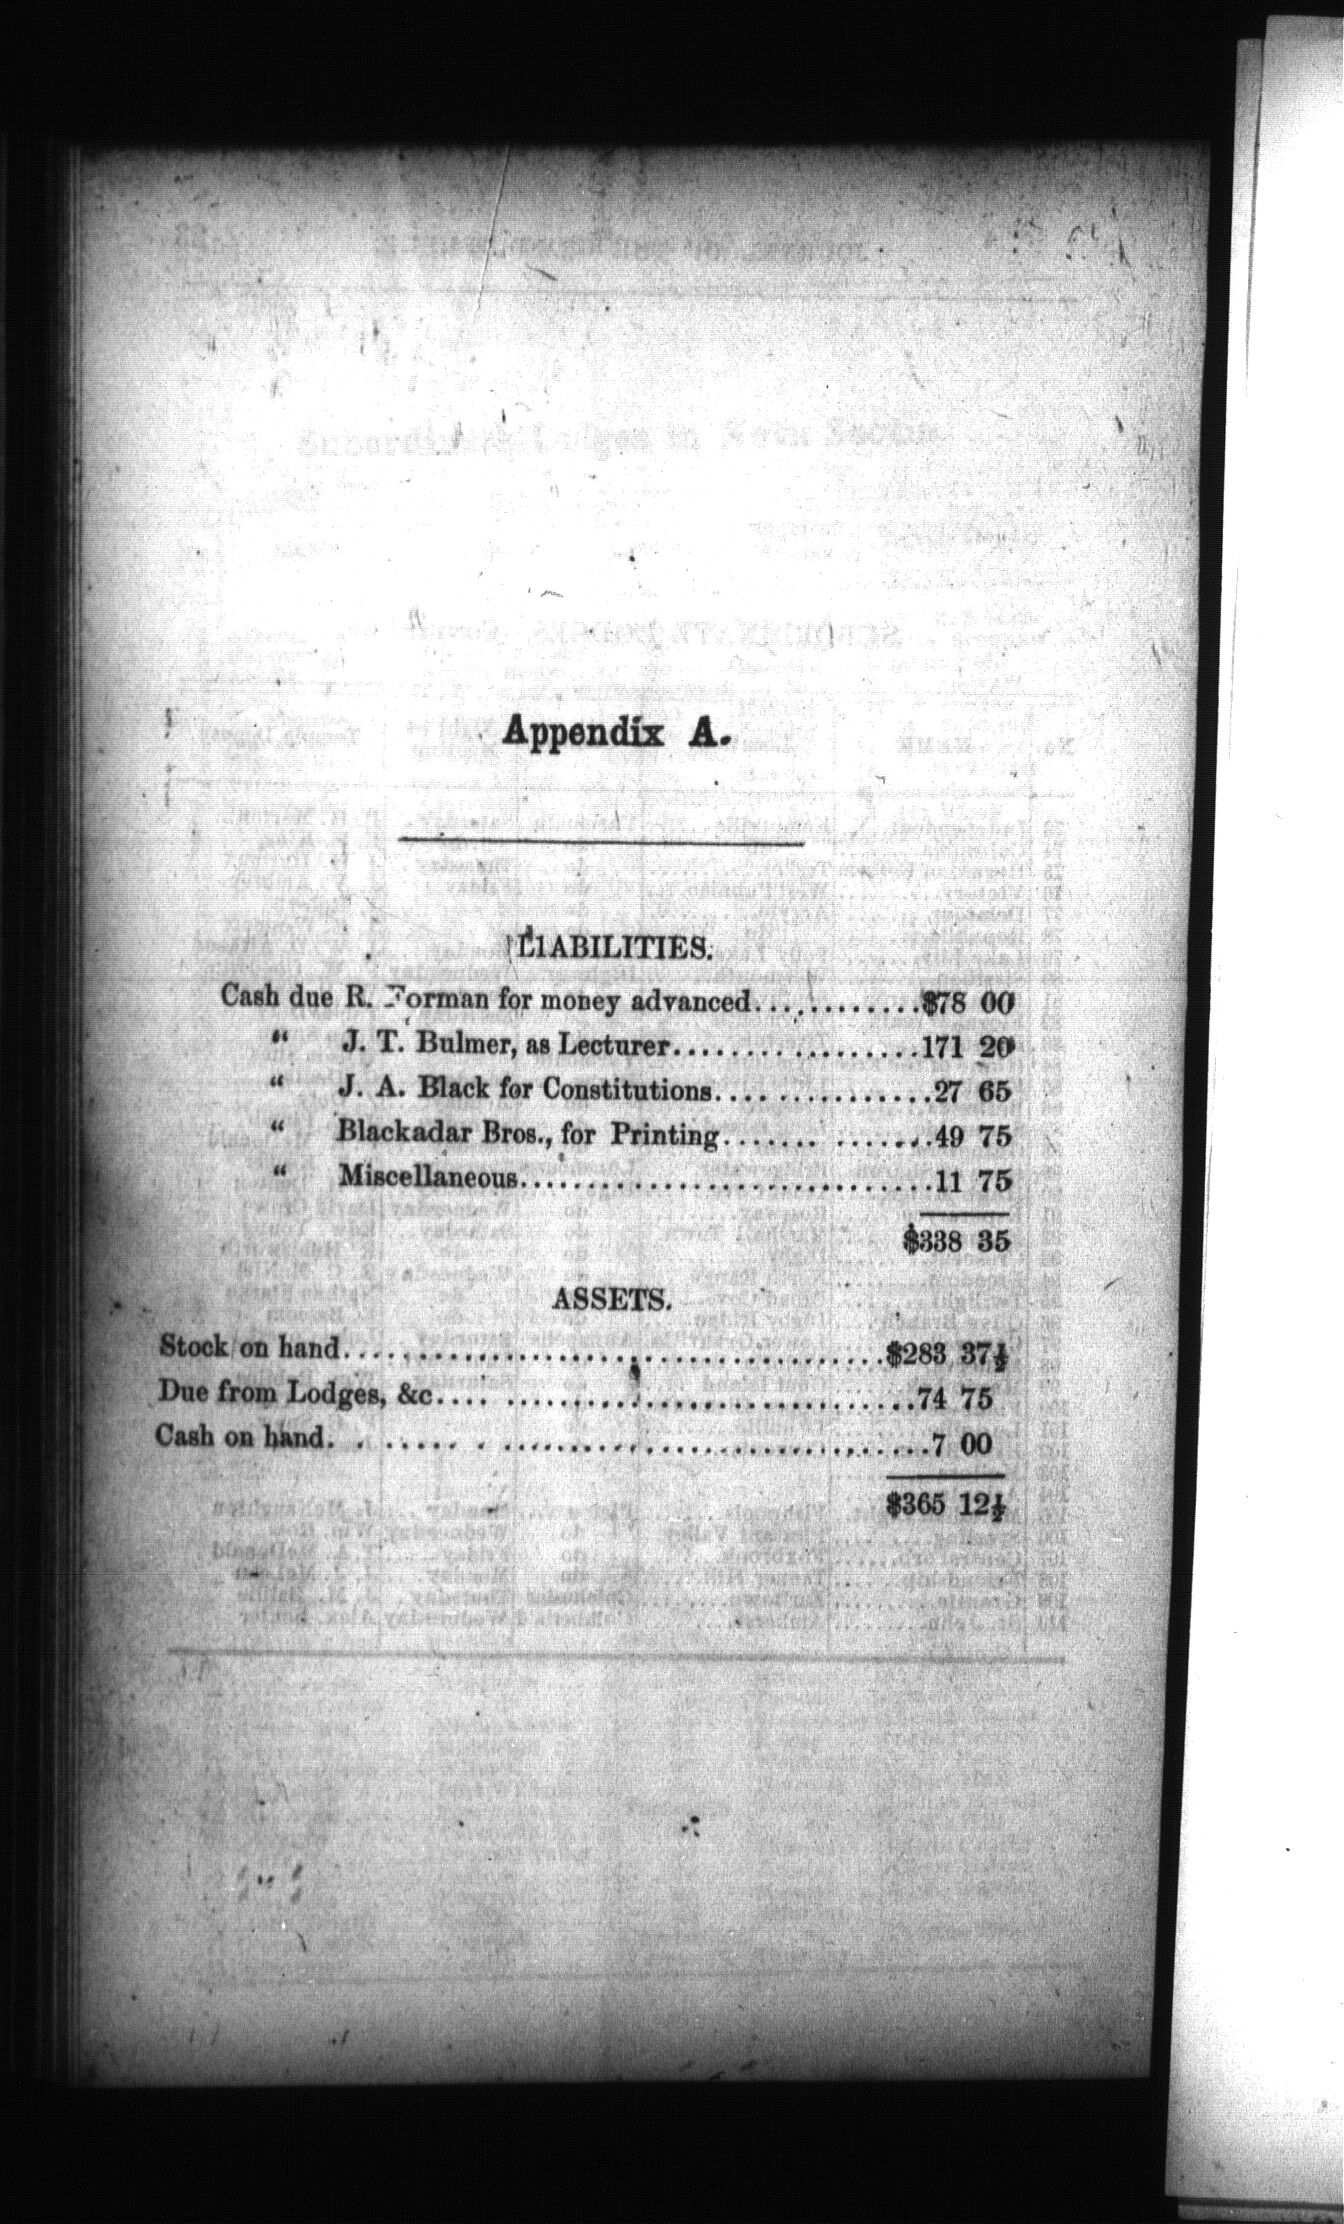 Appendix A.
LIABILITIES.
Cash due R. Forman for money advanced............$78 00
“ J. T. Bulmer, as Lecturer.................171 20
“ J. A. Black for Constitutions...............27 65
“ Blackadar Bros., for Printing..............49 75
“ Miscellaneous............................11 75
$338 35
ASSETS.
Stock on hand.....................................$283 37½
Due from Lodges, &c................................74 75
Cash on hand.......................................7 00
$365 12½